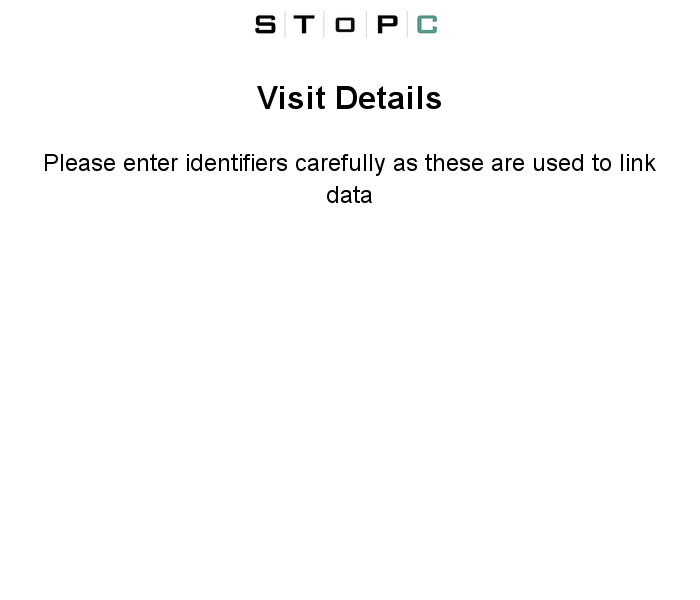 S T O P C
Visit Details
Please enter identifiers carefully as these are used to link
data